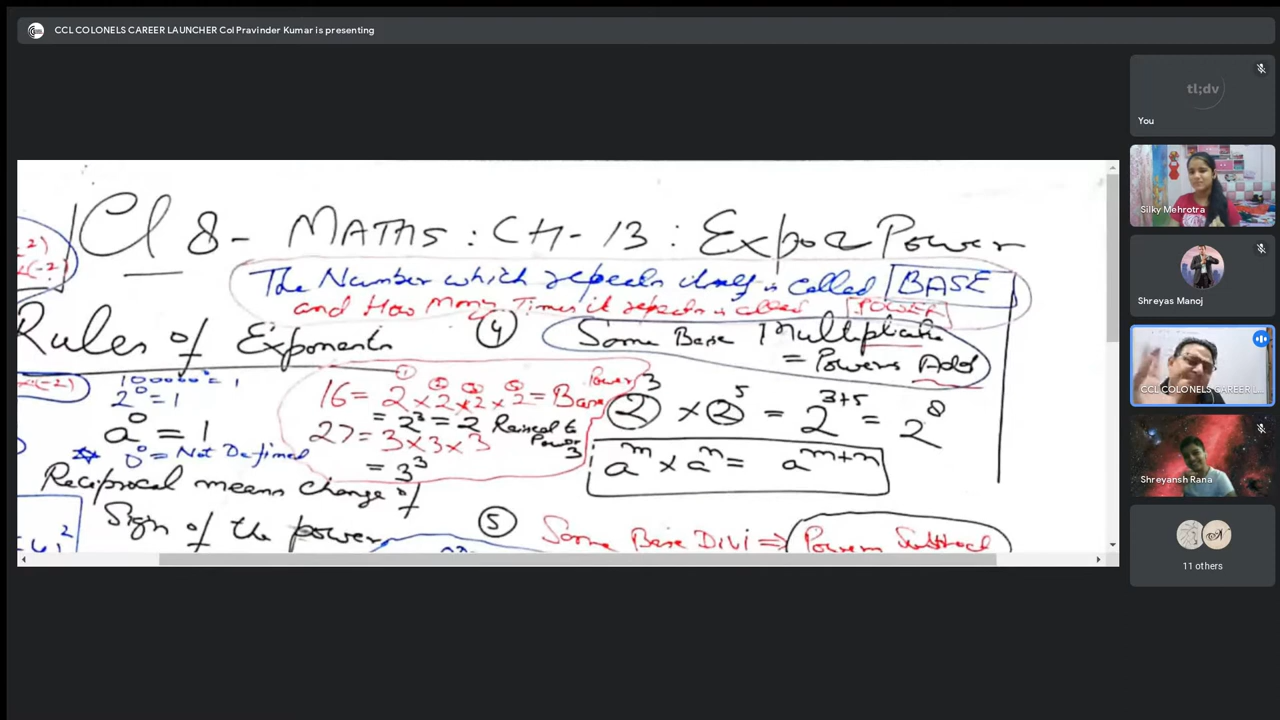 CCL COLONELS CAREER LAUNCHER Col Pravinder Kumar is presenting
Cl 8- MATHS : CH-13 : Expo & Power
The Number which repeats itself is called BASE
and How Many Times it repeats is called POWER
Rules of Exponents
④ Same Base Multiplication
= Powers Add
2³ × 2⁵ = 2³⁺⁵ = 2⁸
aᵐ × aⁿ = aᵐ⁺ⁿ
100000⁰ = 1
2⁰ = 1
a⁰ = 1
0⁰ = Not Defined
16 = 2 × 2 × 2 × 2 = Base Power
= 2³ = 2 Raised to Power 3
27 = 3 × 3 × 3
= 3³
Reciprocal means change of
Sign of the power
⑤ Same Base Divi ⇒ Powers Subtract
tl;dv
You
Silky Mehrotra
Shreyas Manoj
CCL COLONELS CAREER L...
Shreyansh Rana
11 others